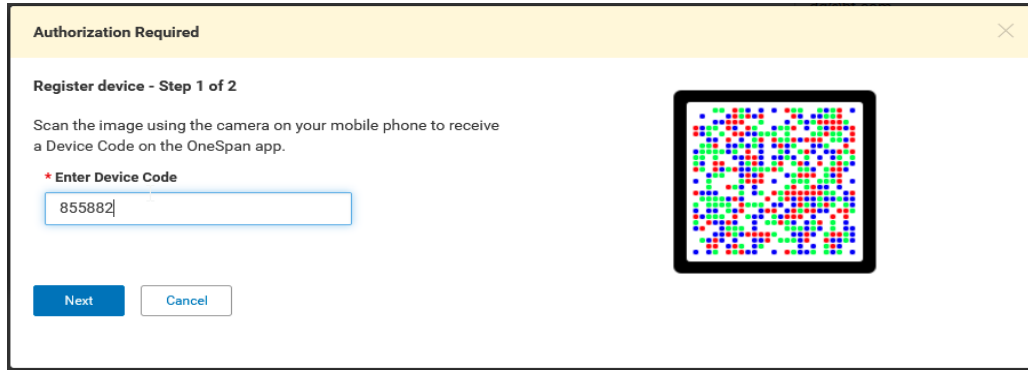 Authorization Required
Register device - Step 1 of 2
Scan the image using the camera on your mobile phone to receive
a Device Code on the OneSpan app.
* Enter Device Code
855882
Next
Cancel